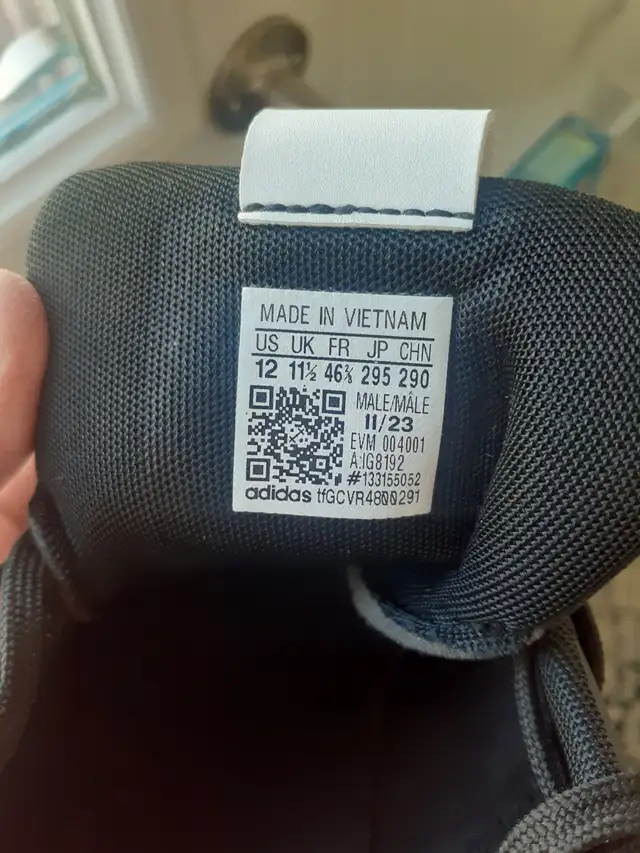 MADE IN VIETNAM
US UK FR JP CHN
12 11½ 46⅔ 295 290
MALE/MÂLE
11/23
EVM 004001
A:IG8192
#133155052
adidas tfGCVR4800291